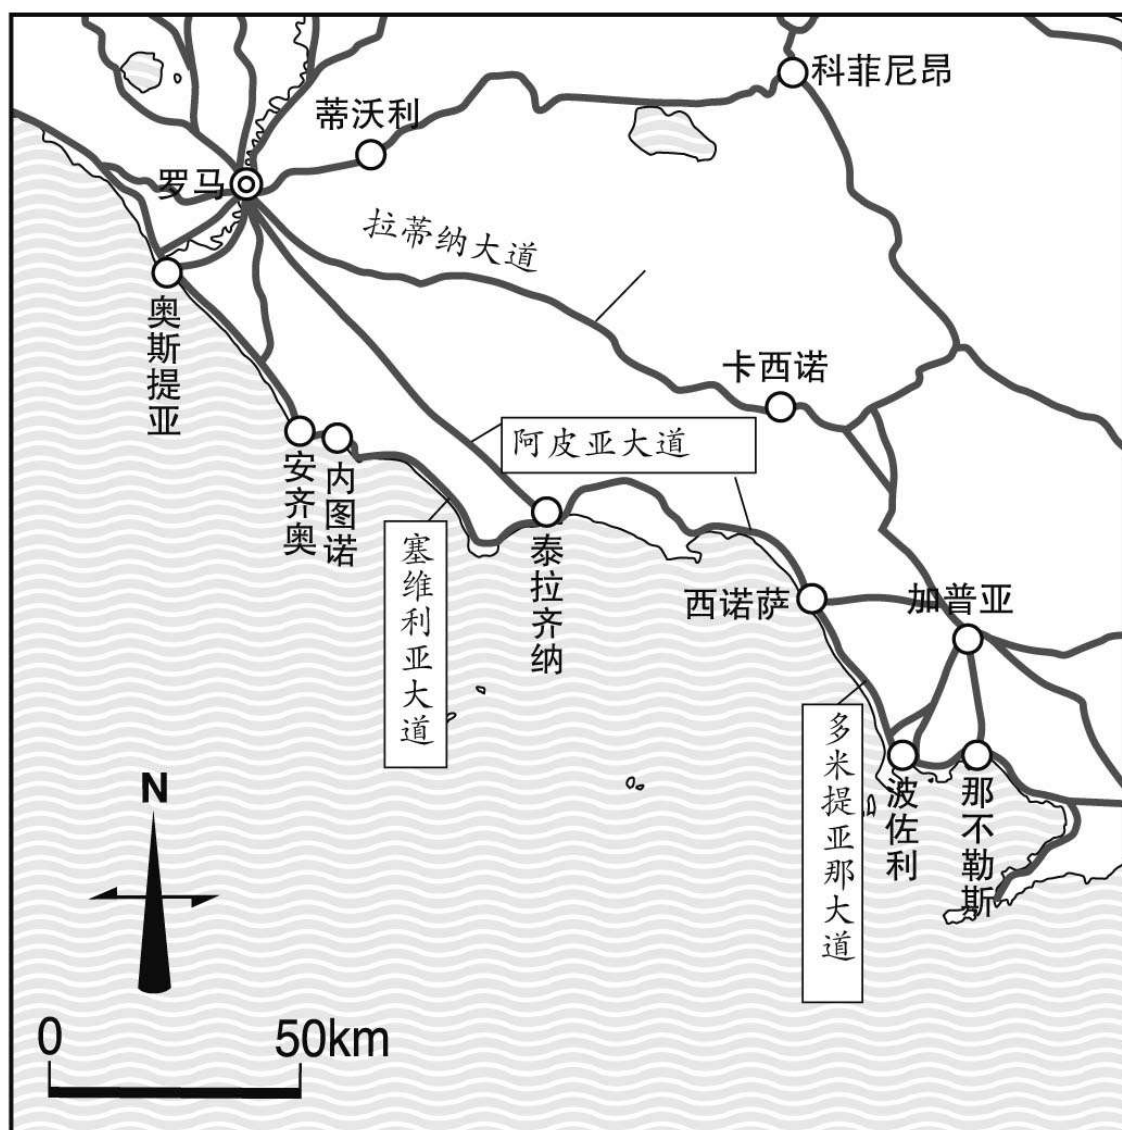 科菲尼昂
蒂沃利
罗马
拉蒂纳大道
奥斯提亚
卡西诺
阿皮亚大道
安齐奥
内图诺
塞维利亚大道
泰拉齐纳
西诺萨
加普亚
多米提亚那大道
波佐利
那不勒斯
N
0
50km